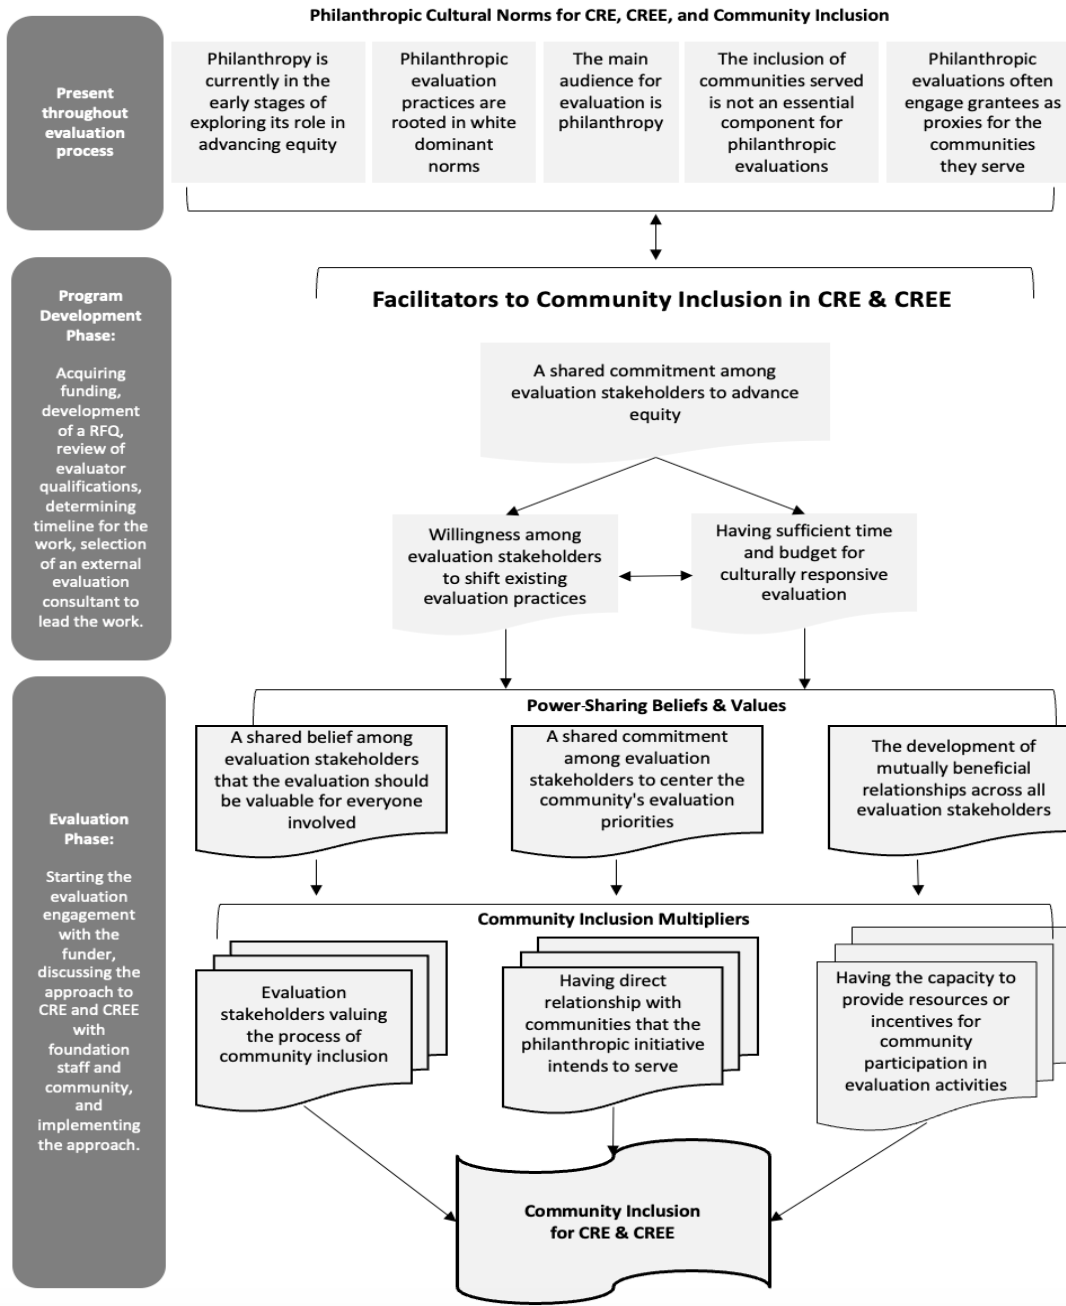 Philanthropic Cultural Norms for CRE, CREE, and Community Inclusion
Present
throughout
evaluation
process
Philanthropy is
currently in the
early stages of
exploring its role in
advancing equity
Philanthropic
evaluation
practices are
rooted in white
dominant
norms
The main
audience for
evaluation is
philanthropy
The inclusion of
communities served
is not an essential
component for
philanthropic
evaluations
Philanthropic
evaluations often
engage grantees as
proxies for the
communities
they serve
Program
Development
Phase:
Acquiring
funding,
development
of a RFQ,
review of
evaluator
qualifications,
determining
timeline for the
work, selection
of an external
evaluation
consultant to
lead the work.
Facilitators to Community Inclusion in CRE & CREE
A shared commitment among
evaluation stakeholders to advance
equity
Willingness among
evaluation stakeholders
to shift existing
evaluation practices
Having sufficient time
and budget for
culturally responsive
evaluation
Evaluation
Phase:
Starting the
evaluation
engagement
with the
funder,
discussing the
approach to
CRE and CREE
with
foundation
staff and
community,
and
implementing
the approach.
Power-Sharing Beliefs & Values
A shared belief among
evaluation stakeholders
that the evaluation should
be valuable for everyone
involved
A shared commitment
among evaluation
stakeholders to center the
community's evaluation
priorities
The development of
mutually beneficial
relationships across all
evaluation stakeholders
Community Inclusion Multipliers
Evaluation
stakeholders valuing
the process of
community inclusion
Having direct
relationship with
communities that the
philanthropic initiative
intends to serve
Having the capacity to
provide resources or
incentives for
community
participation in
evaluation activities
Community Inclusion
for CRE & CREE